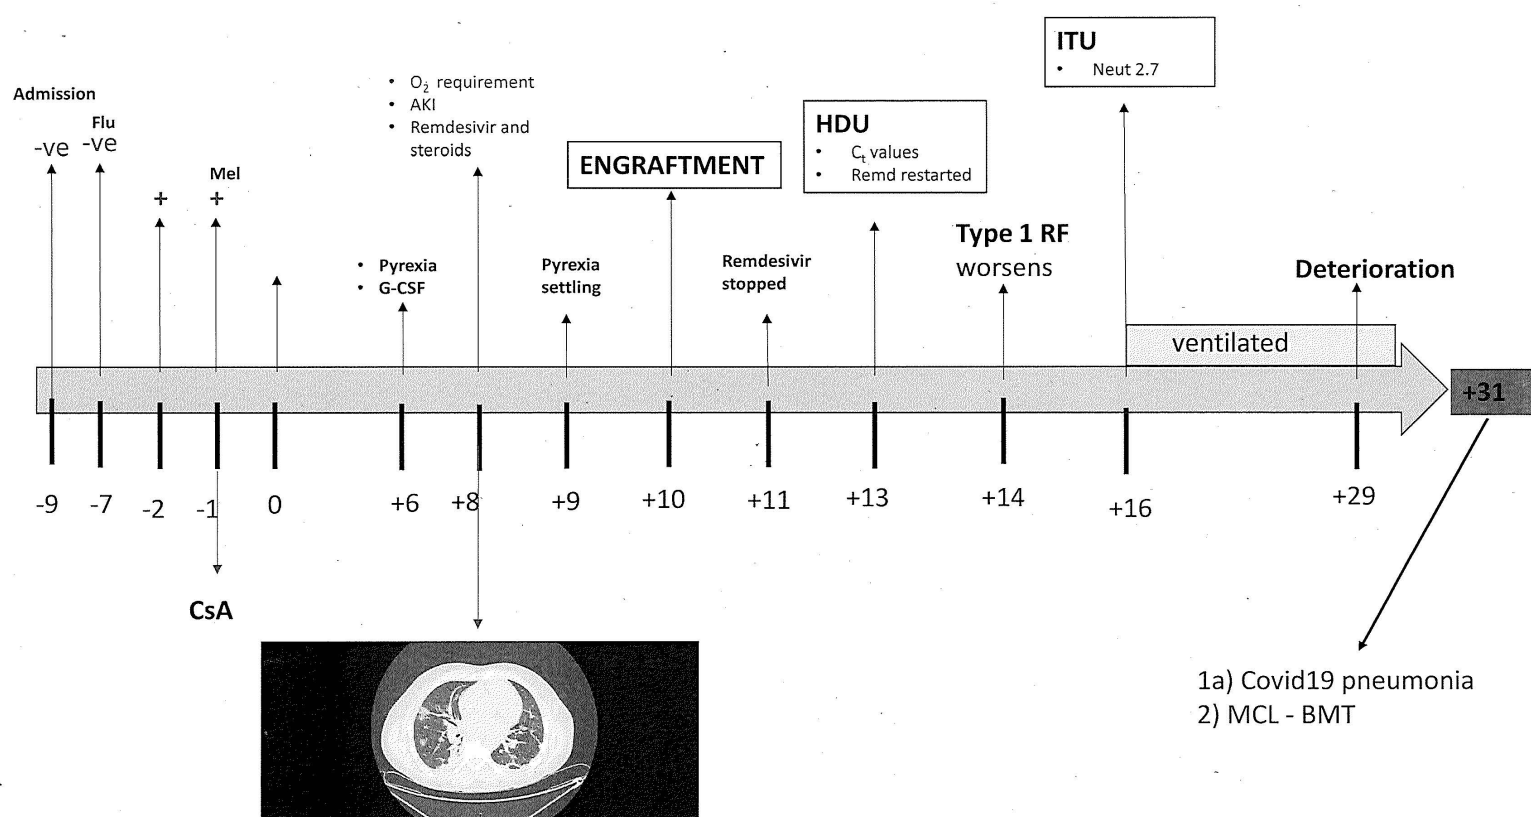 Admission
-ve
Flu
-ve
+
Mel
+
• Pyrexia
• G-CSF
• O2 requirement
• AKI
• Remdesivir and
steroids
Pyrexia
settling
ENGRAFTMENT
Remdesivir
stopped
HDU
• Ct values
• Remd restarted
Type 1 RF
worsens
ITU
• Neut 2.7
Deterioration
ventilated
+31
-9
-7
-2
-1
0
+6
+8
+9
+10
+11
+13
+14
+16
+29
CsA
1a) Covid19 pneumonia
2) MCL - BMT